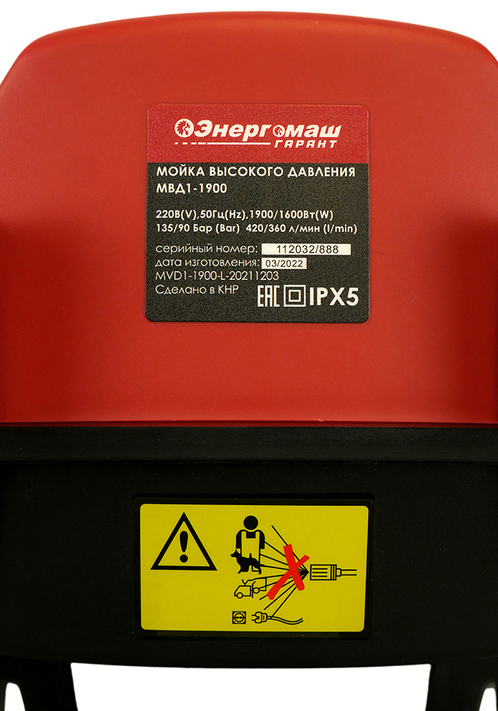 Энергомаш
ГАРАНТ
МОЙКА ВЫСОКОГО ДАВЛЕНИЯ
МВД1-1900
220В(V),50Гц(Hz),1900/1600Вт(W)
135/90 Бар (Bar) 420/360 л/мин (l/min)
серийный номер: 112032/888
дата изготовления: 03/2022
MVD1-1900-L-20211203
Сделано в КНР EAC IPX5